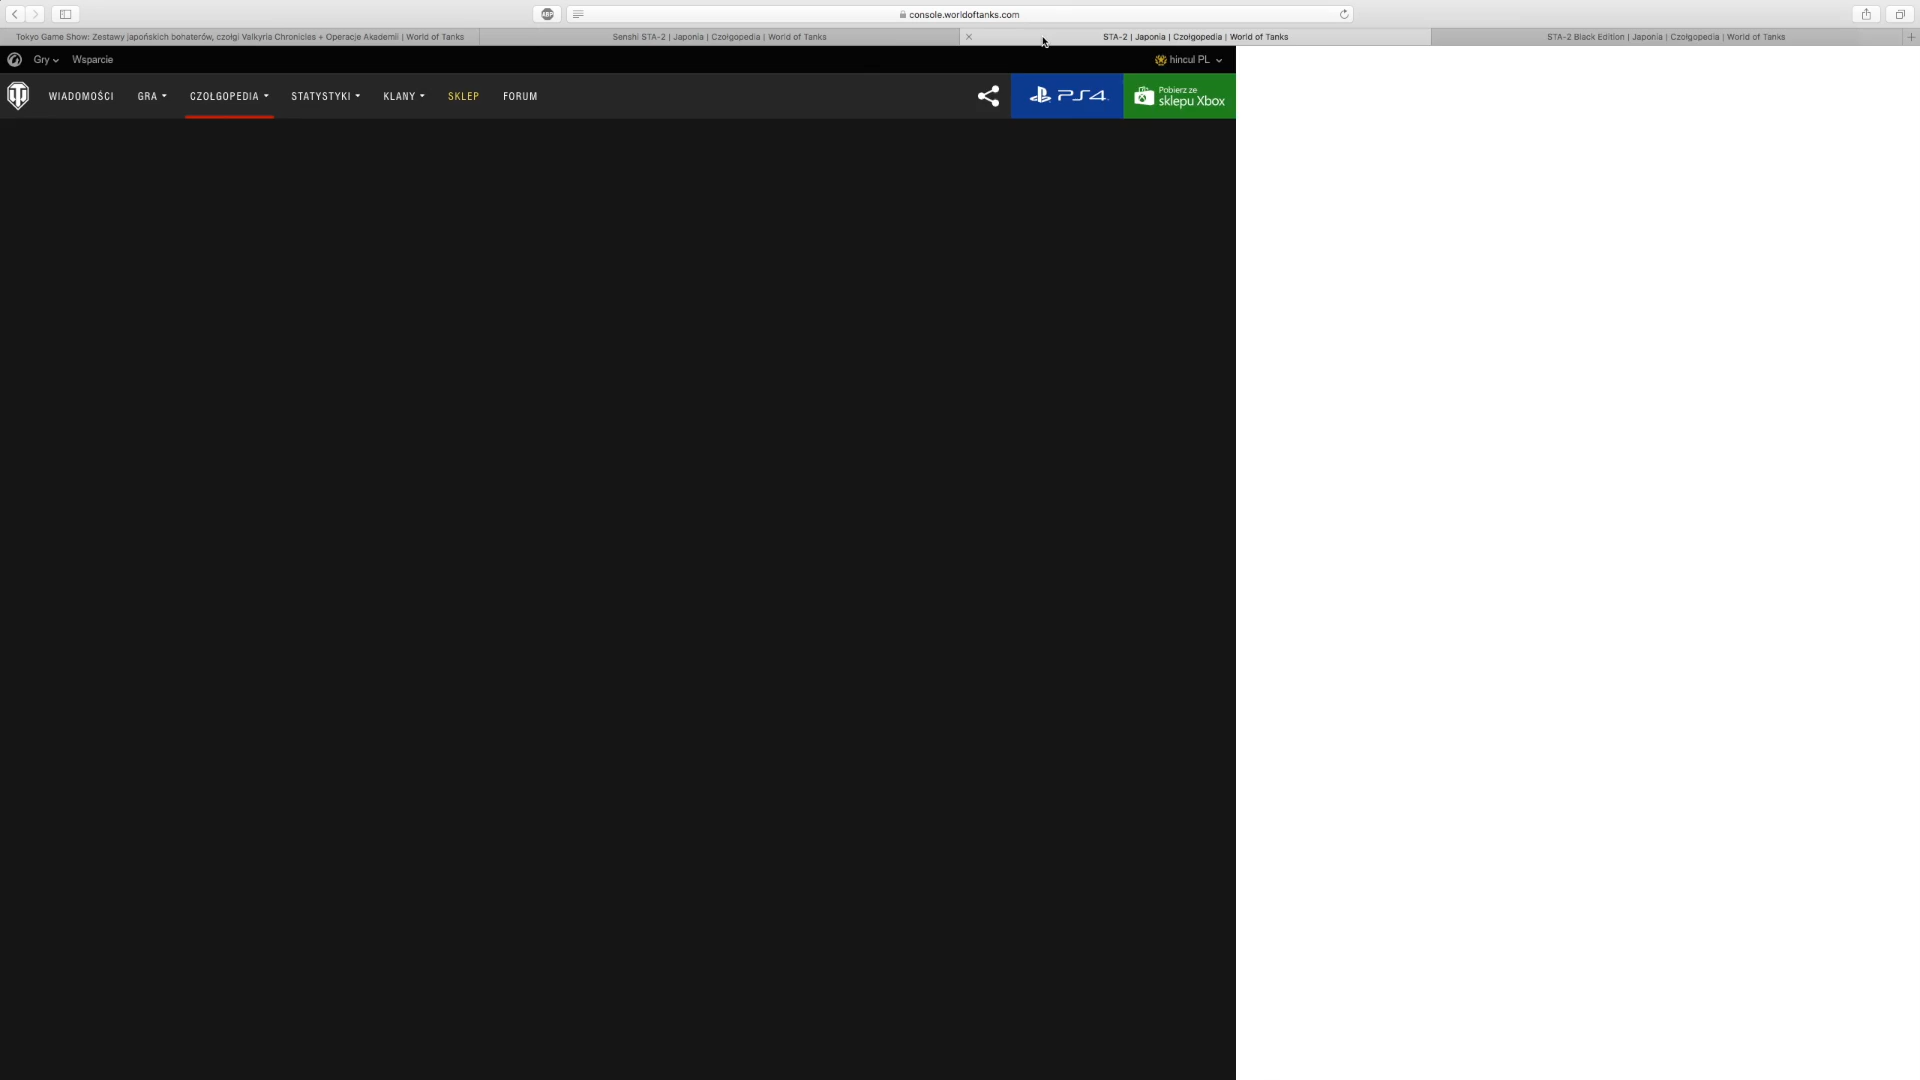 ABP
console.worldoftanks.com
Tokyo Game Show: Zestawy japońskich bohaterów, czołgi Valkyria Chronicles + Operacje Akademii | World of Tanks
Senshi STA-2 | Japonia | Czołgopedia | World of Tanks
STA-2 | Japonia | Czołgopedia | World of Tanks
STA-2 Black Edition | Japonia | Czołgopedia | World of Tanks
Gry
Wsparcie
hincul PL
WIADOMOŚCI
GRA
CZOŁGOPEDIA
STATYSTYKI
KLANY
SKLEP
FORUM
PS4
Pobierz ze
sklepu Xbox